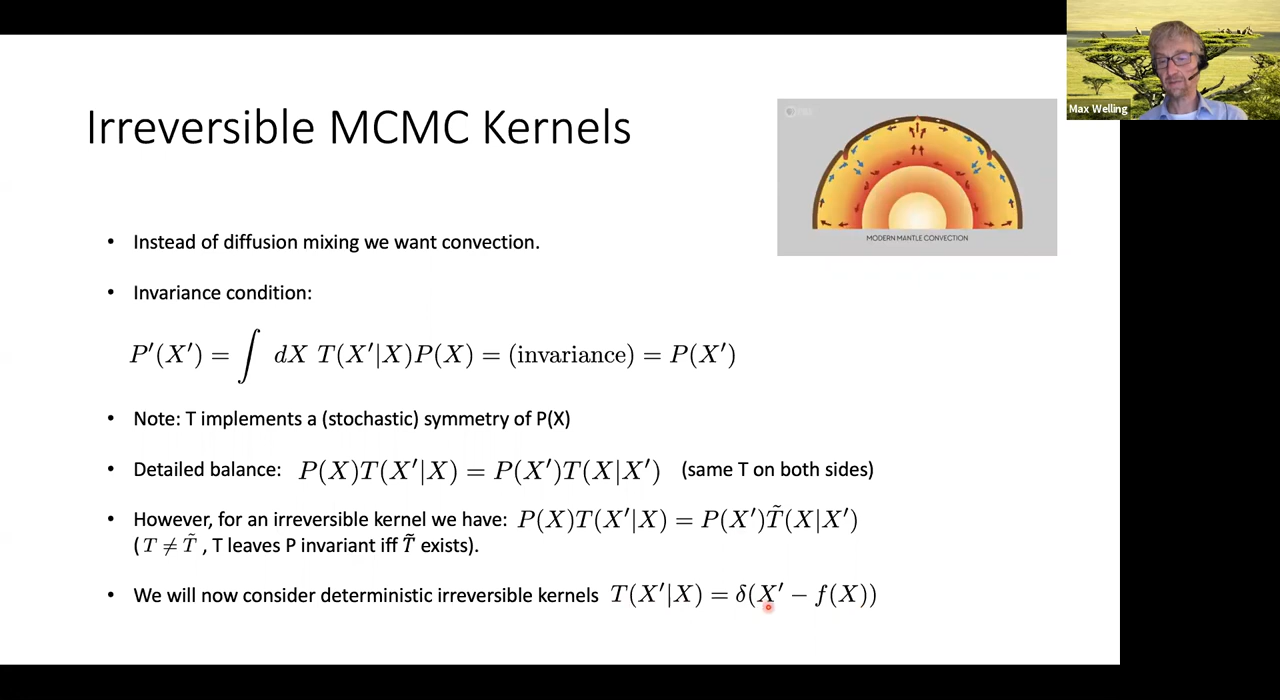 Max Welling
Irreversible MCMC Kernels
MODERN MANTLE CONVECTION
• Instead of diffusion mixing we want convection.
• Invariance condition:
P′(X′) = ∫ dX T(X′|X)P(X) = (invariance) = P(X′)
• Note: T implements a (stochastic) symmetry of P(X)
• Detailed balance: P(X)T(X′|X) = P(X′)T(X|X′) (same T on both sides)
• However, for an irreversible kernel we have: P(X)T(X′|X) = P(X′)T̃(X|X′)
( T ≠ T̃ , T leaves P invariant iff T̃ exists).
• We will now consider deterministic irreversible kernels T(X′|X) = δ(X′ − f(X))